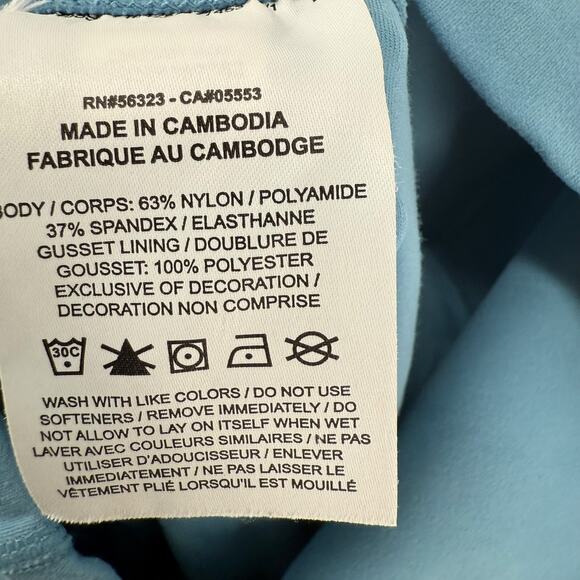 RN#56323 - CA#05553
MADE IN CAMBODIA
FABRIQUE AU CAMBODGE
BODY / CORPS: 63% NYLON / POLYAMIDE
37% SPANDEX / ELASTHANNE
GUSSET LINING / DOUBLURE DE
GOUSSET: 100% POLYESTER
EXCLUSIVE OF DECORATION /
DECORATION NON COMPRISE
30C
WASH WITH LIKE COLORS / DO NOT USE
SOFTENERS / REMOVE IMMEDIATELY / DO
NOT ALLOW TO LAY ON ITSELF WHEN WET
LAVER AVEC COULEURS SIMILAIRES / NE PAS
UTILISER D'ADOUCISSEUR / ENLEVER
IMMEDIATEMENT / NE PAS LAISSER LE
VÊTEMENT PLIÉ LORSQU'IL EST MOUILLÉ